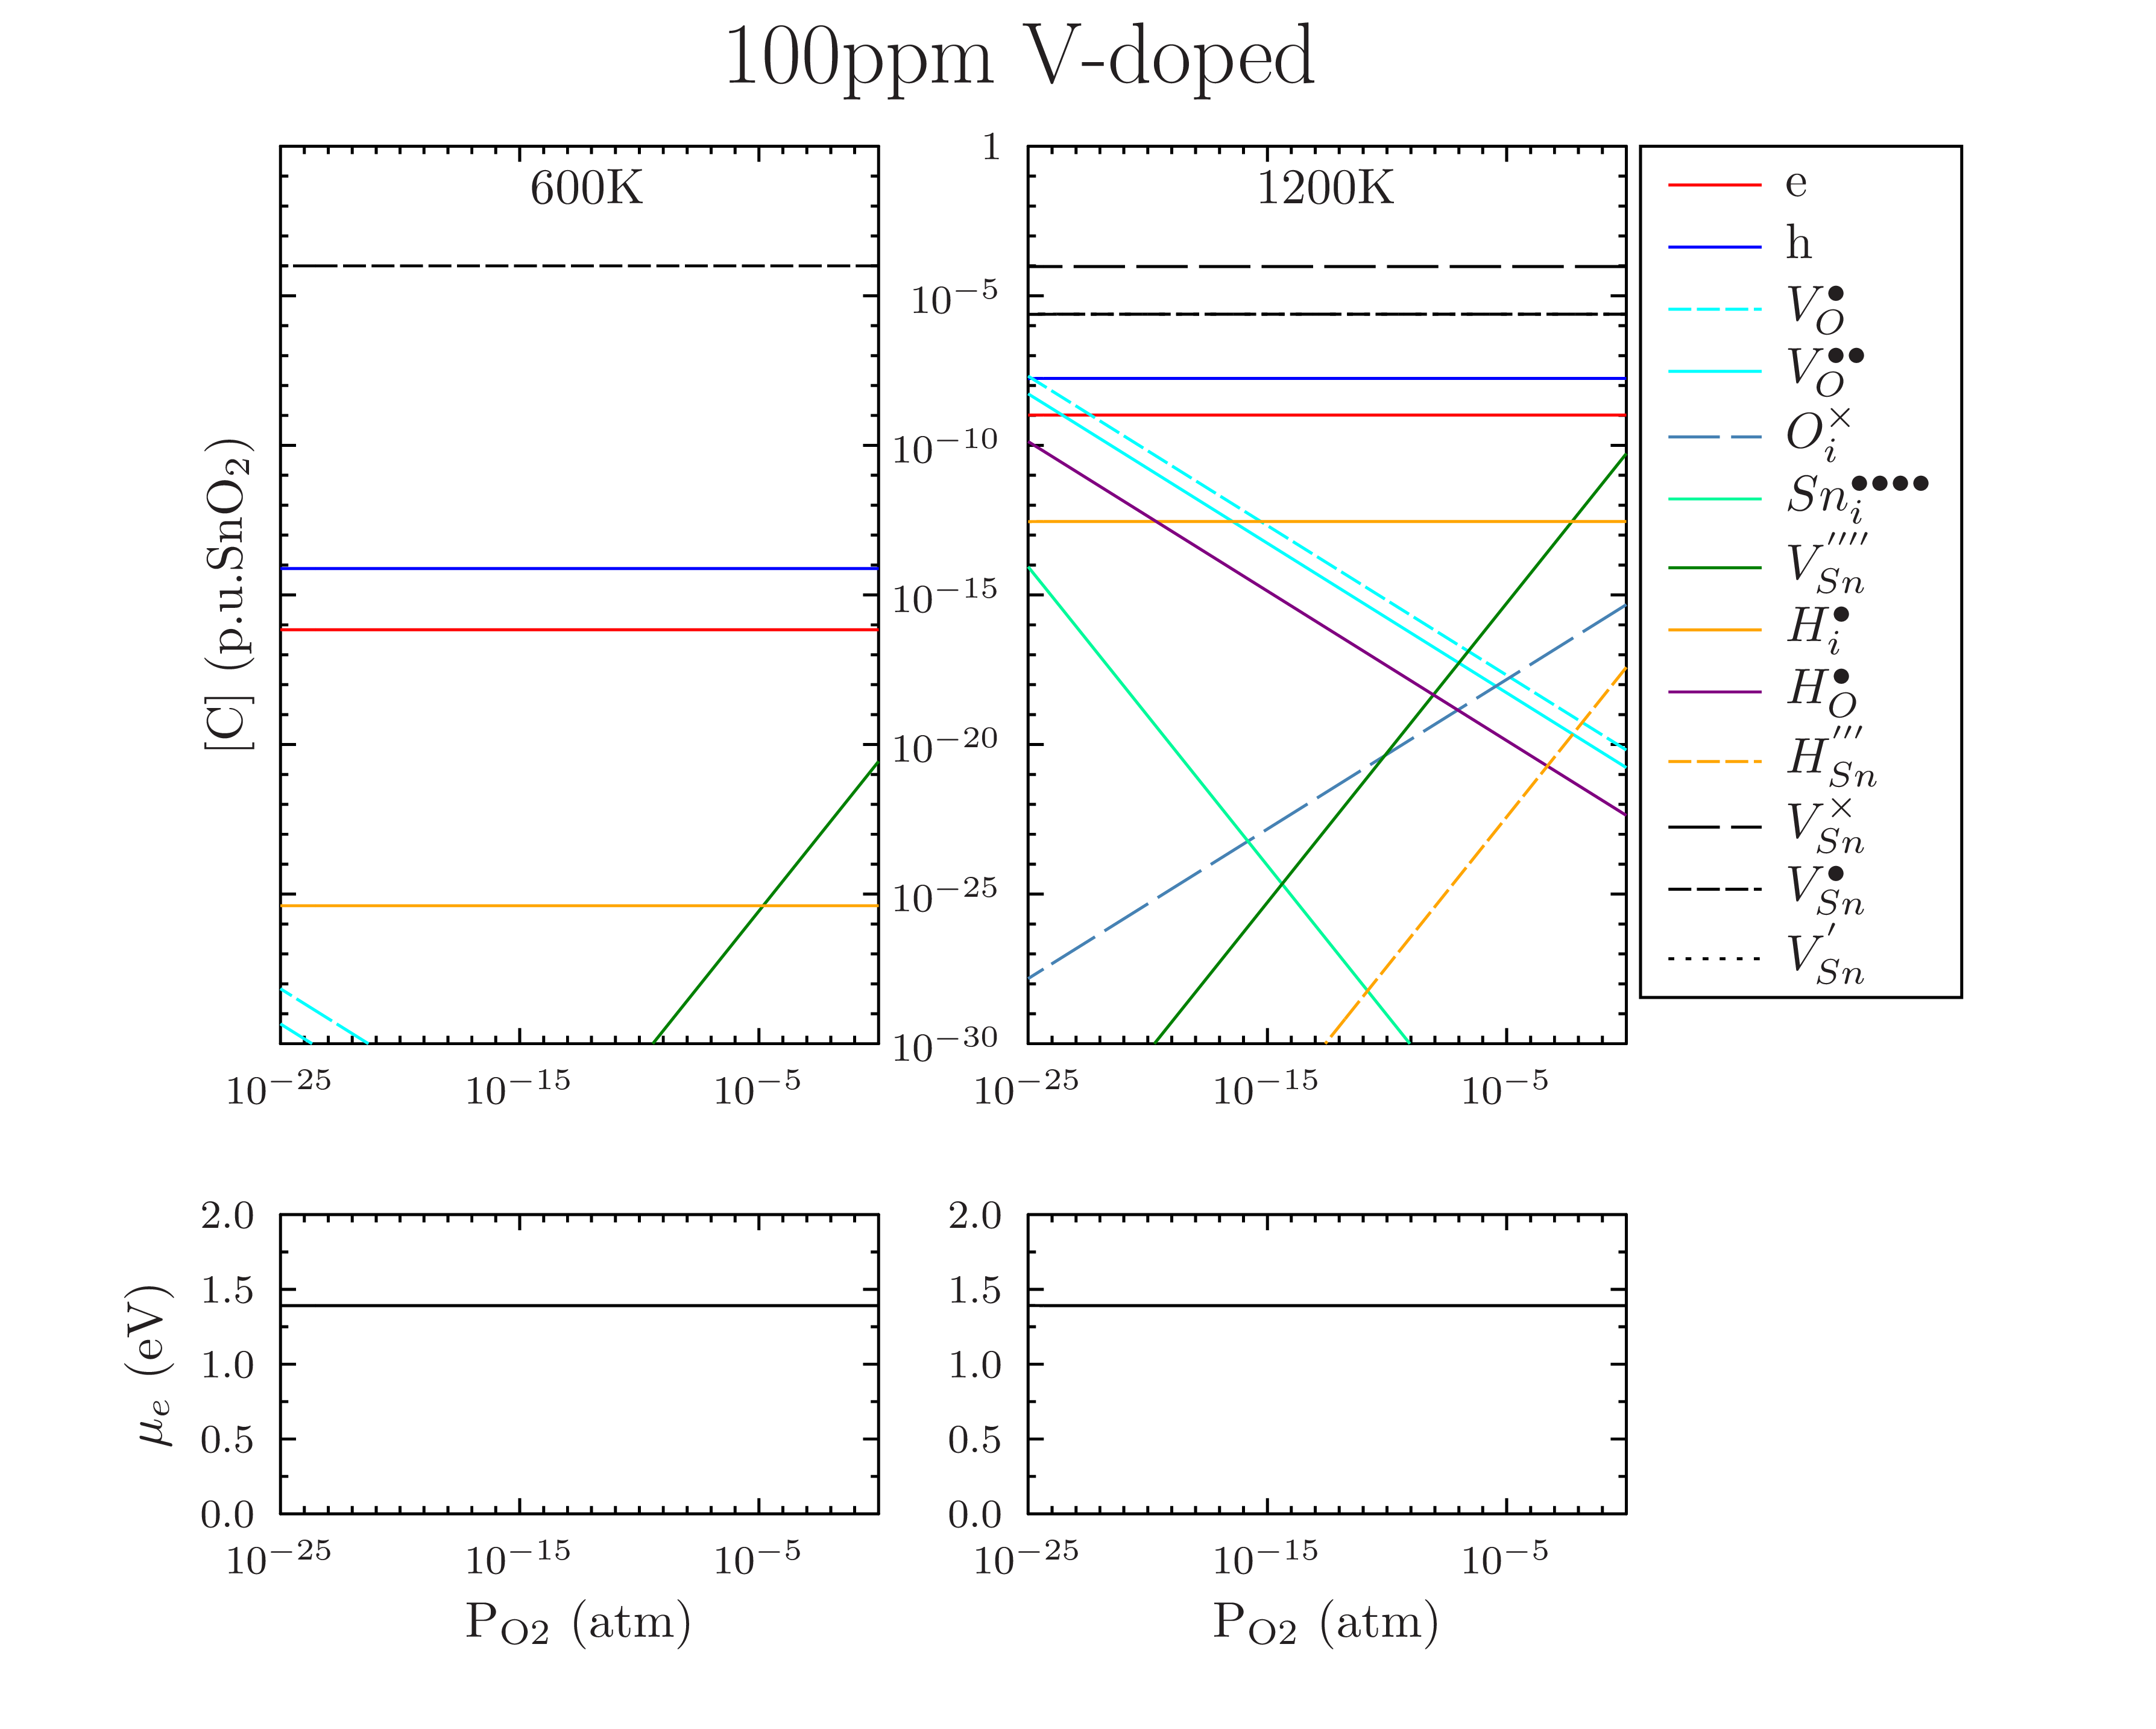 100ppm V-doped
600K
1200K
[C] (p.u.SnO₂)
1
10⁻⁵
10⁻¹⁰
10⁻¹⁵
10⁻²⁰
10⁻²⁵
10⁻³⁰
10⁻²⁵ 10⁻¹⁵ 10⁻⁵
10⁻²⁵ 10⁻¹⁵ 10⁻⁵
e
h
V_O^•
V_O^••
O_i^×
Sn_i^••••
V_Sn^''''
H_i^•
H_O^•
H_Sn^'''
V_Sn^×
V_Sn^•
V_Sn^'
μ_e (eV)
2.0
1.5
1.0
0.5
0.0
10⁻²⁵ 10⁻¹⁵ 10⁻⁵
P_O2 (atm)
2.0
1.5
1.0
0.5
0.0
10⁻²⁵ 10⁻¹⁵ 10⁻⁵
P_O2 (atm)